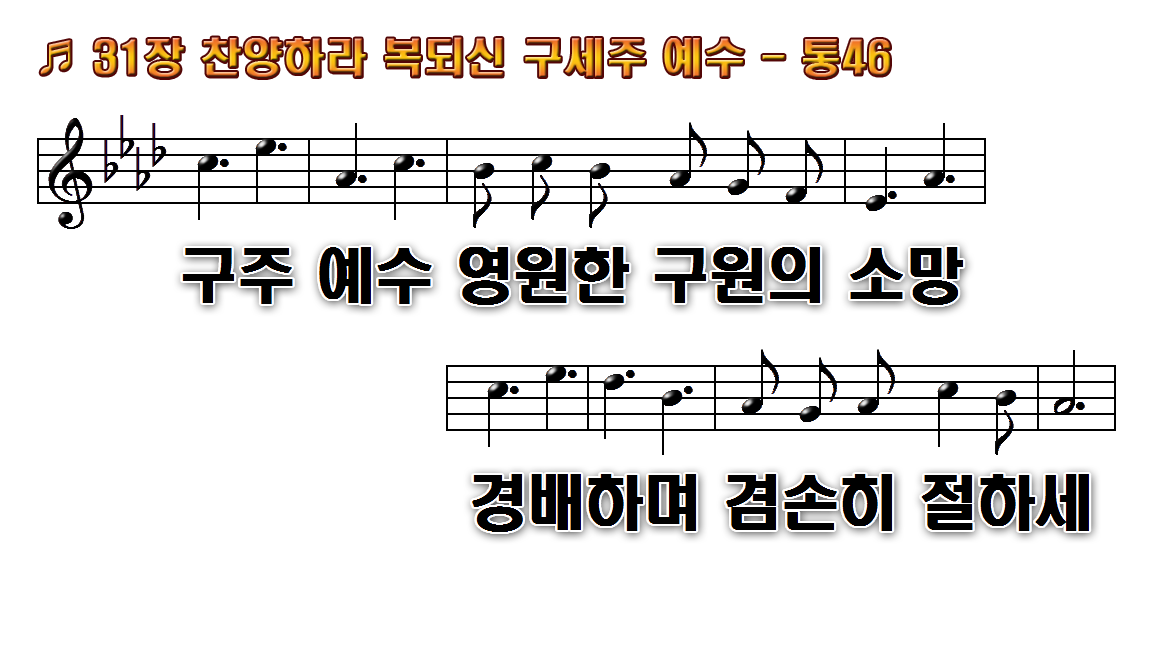 ♬ 31장 찬양하라 복되신 구세주 예수 - 통46
구주 예수 영원한 구원의 소망
경배하며 겸손히 절하세